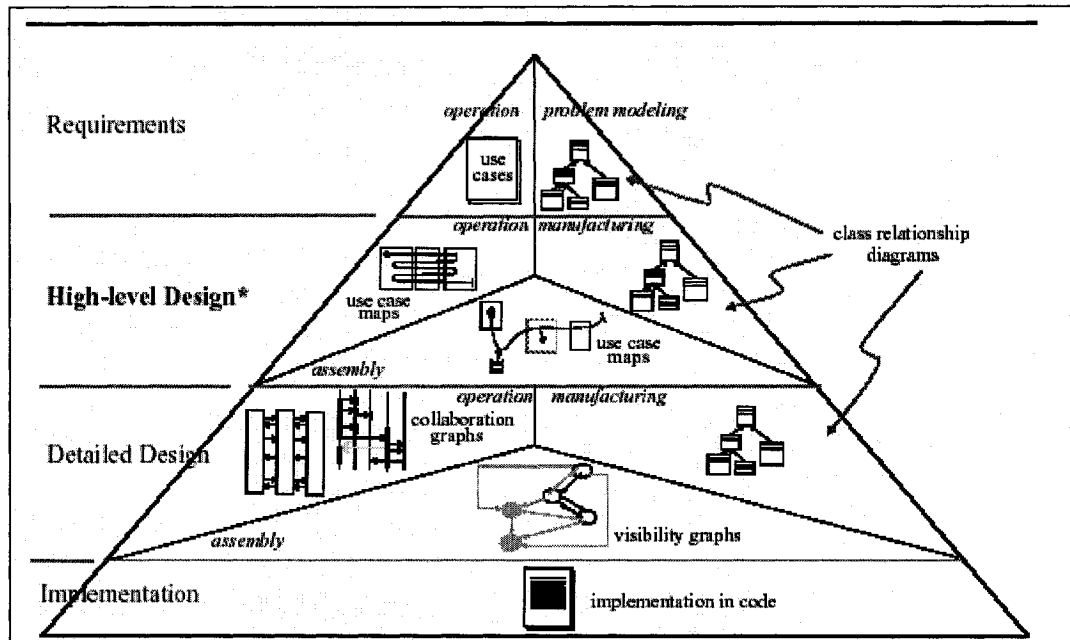 operation problem modeling
Requirements
use
cases
operation manufacturing
class relationship
diagrams
High-level Design*
use case
maps
use case
maps
assembly
operation manufacturing
collaboration
graphs
Detailed Design
assembly
visibility graphs
Implementation
implementation in code